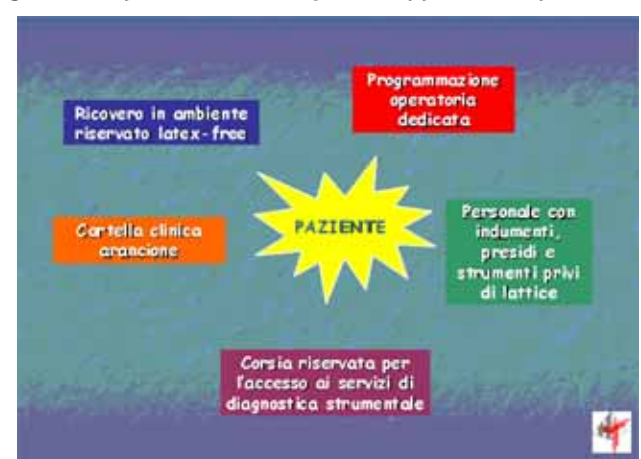 Programmazione
operatoria
dedicata
Ricovero in ambiente
riservato latex-free
PAZIENTE
Cartella clinica
arancione
Personale con
indumenti,
presidi e
strumenti privi
di lattice
Corsia riservata per
l'accesso ai servizi di
diagnostica strumentale